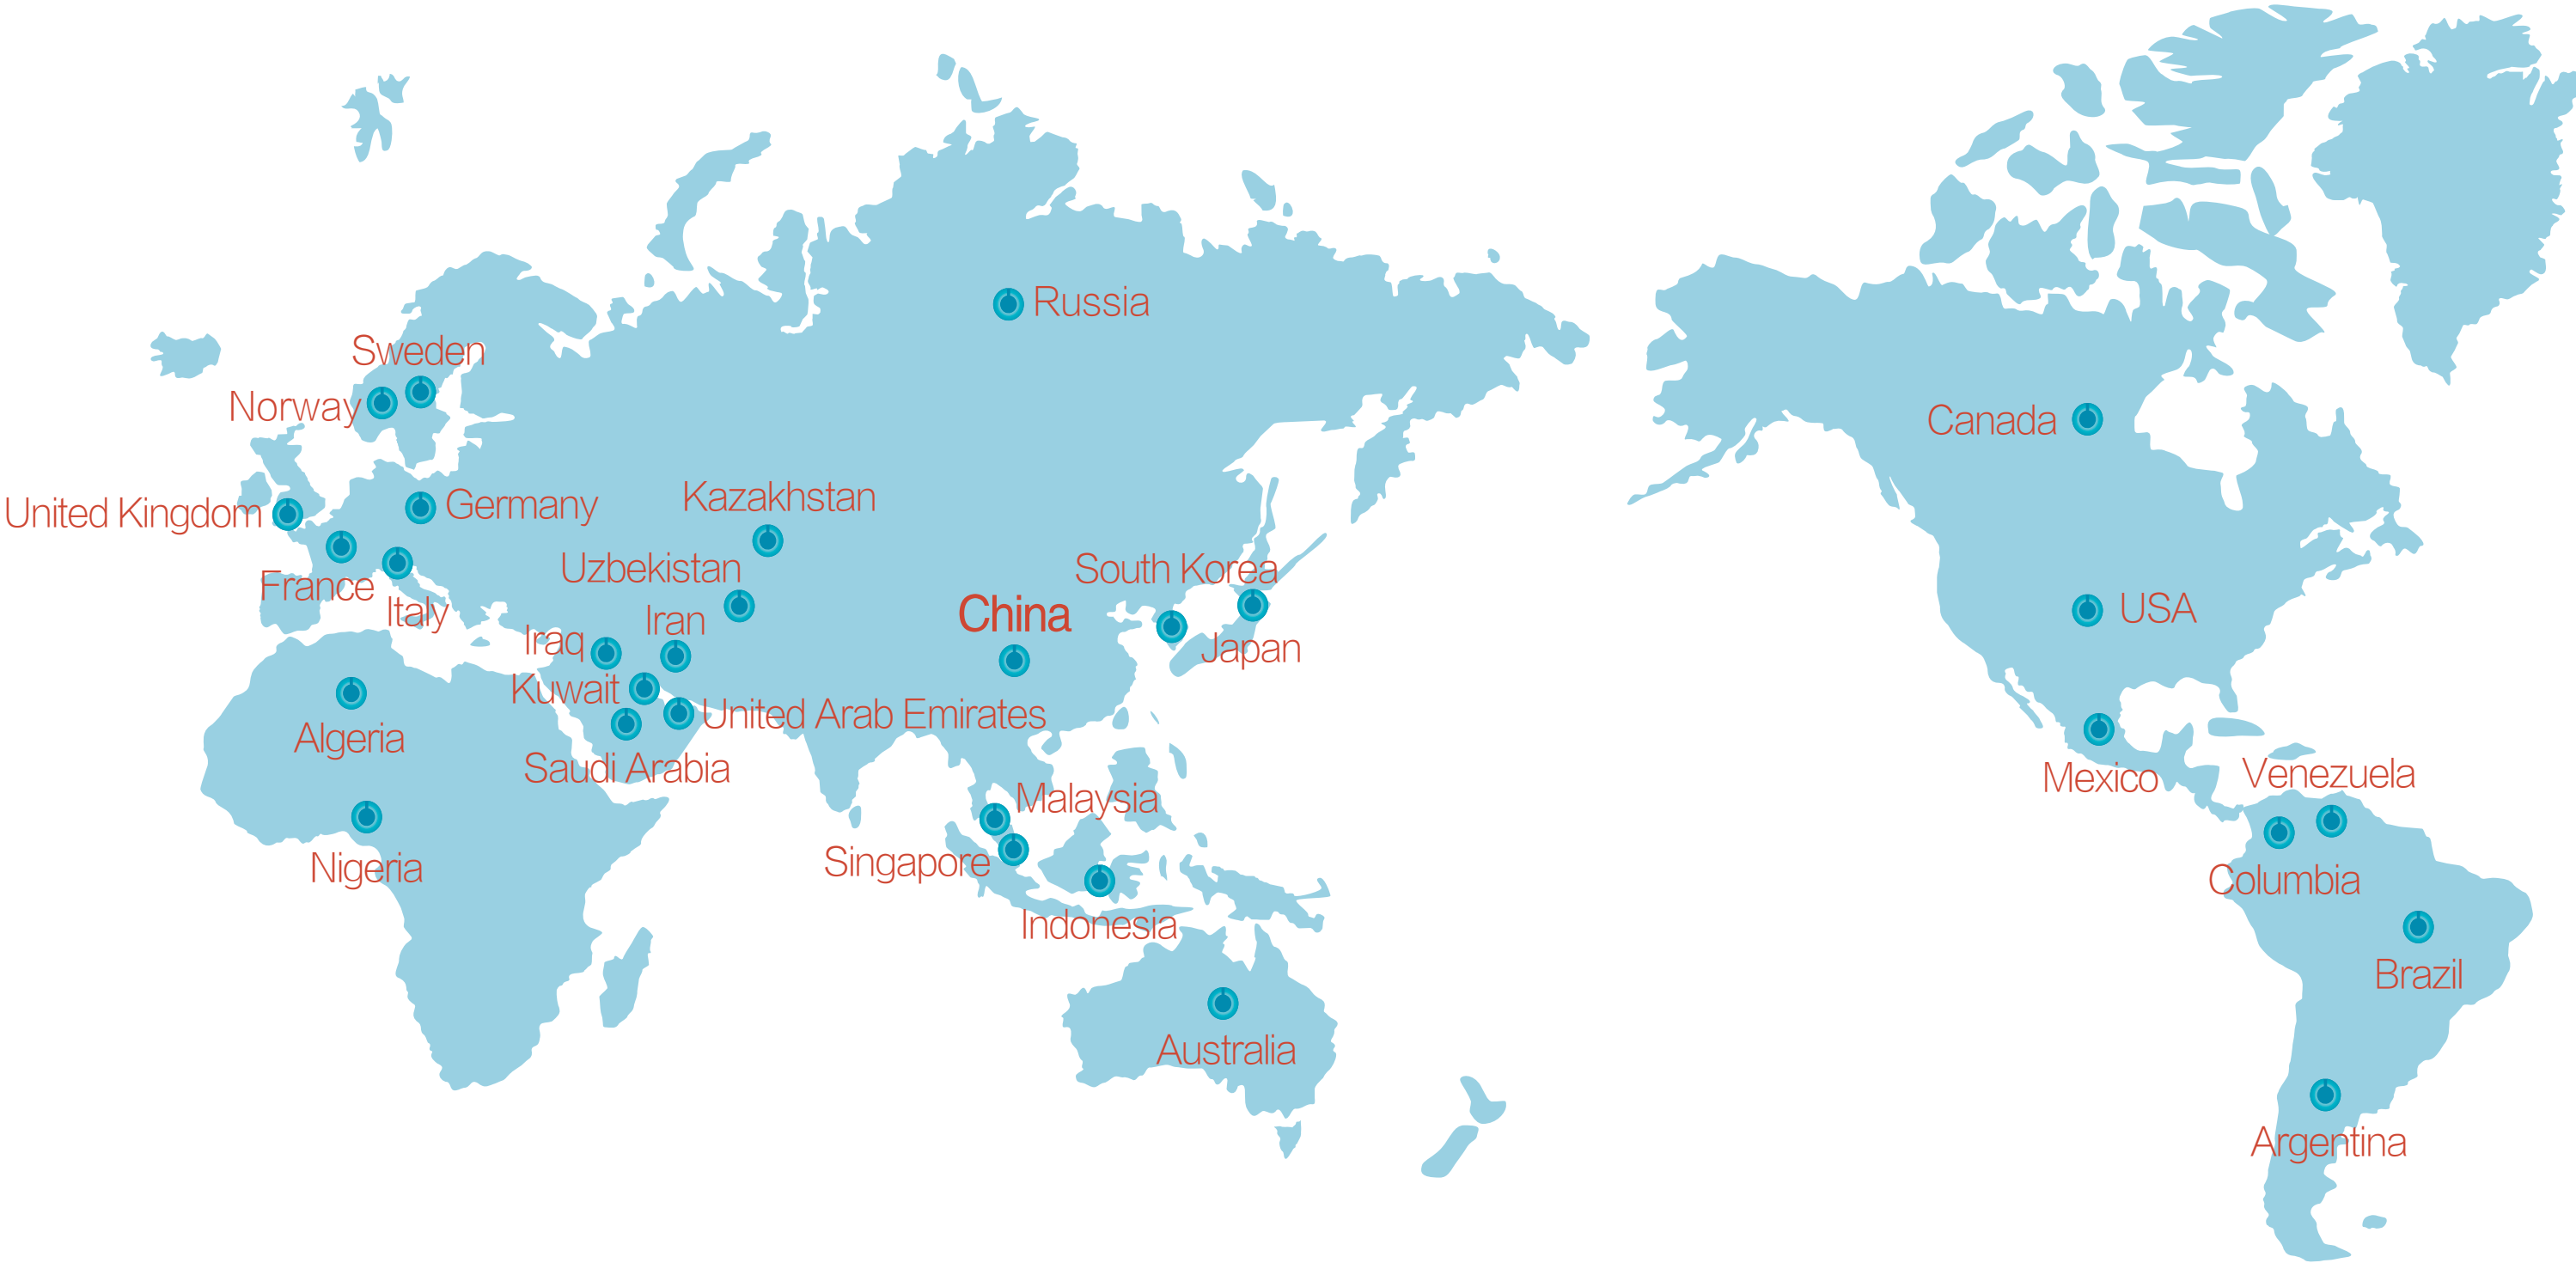 Russia
Sweden
Norway
Canada
United Kingdom
Germany
Kazakhstan
France
Italy
Uzbekistan
South Korea
Iran
China
USA
Iraq
Japan
Kuwait
United Arab Emirates
Algeria
Saudi Arabia
Mexico
Venezuela
Malaysia
Nigeria
Singapore
Columbia
Indonesia
Brazil
Australia
Argentina